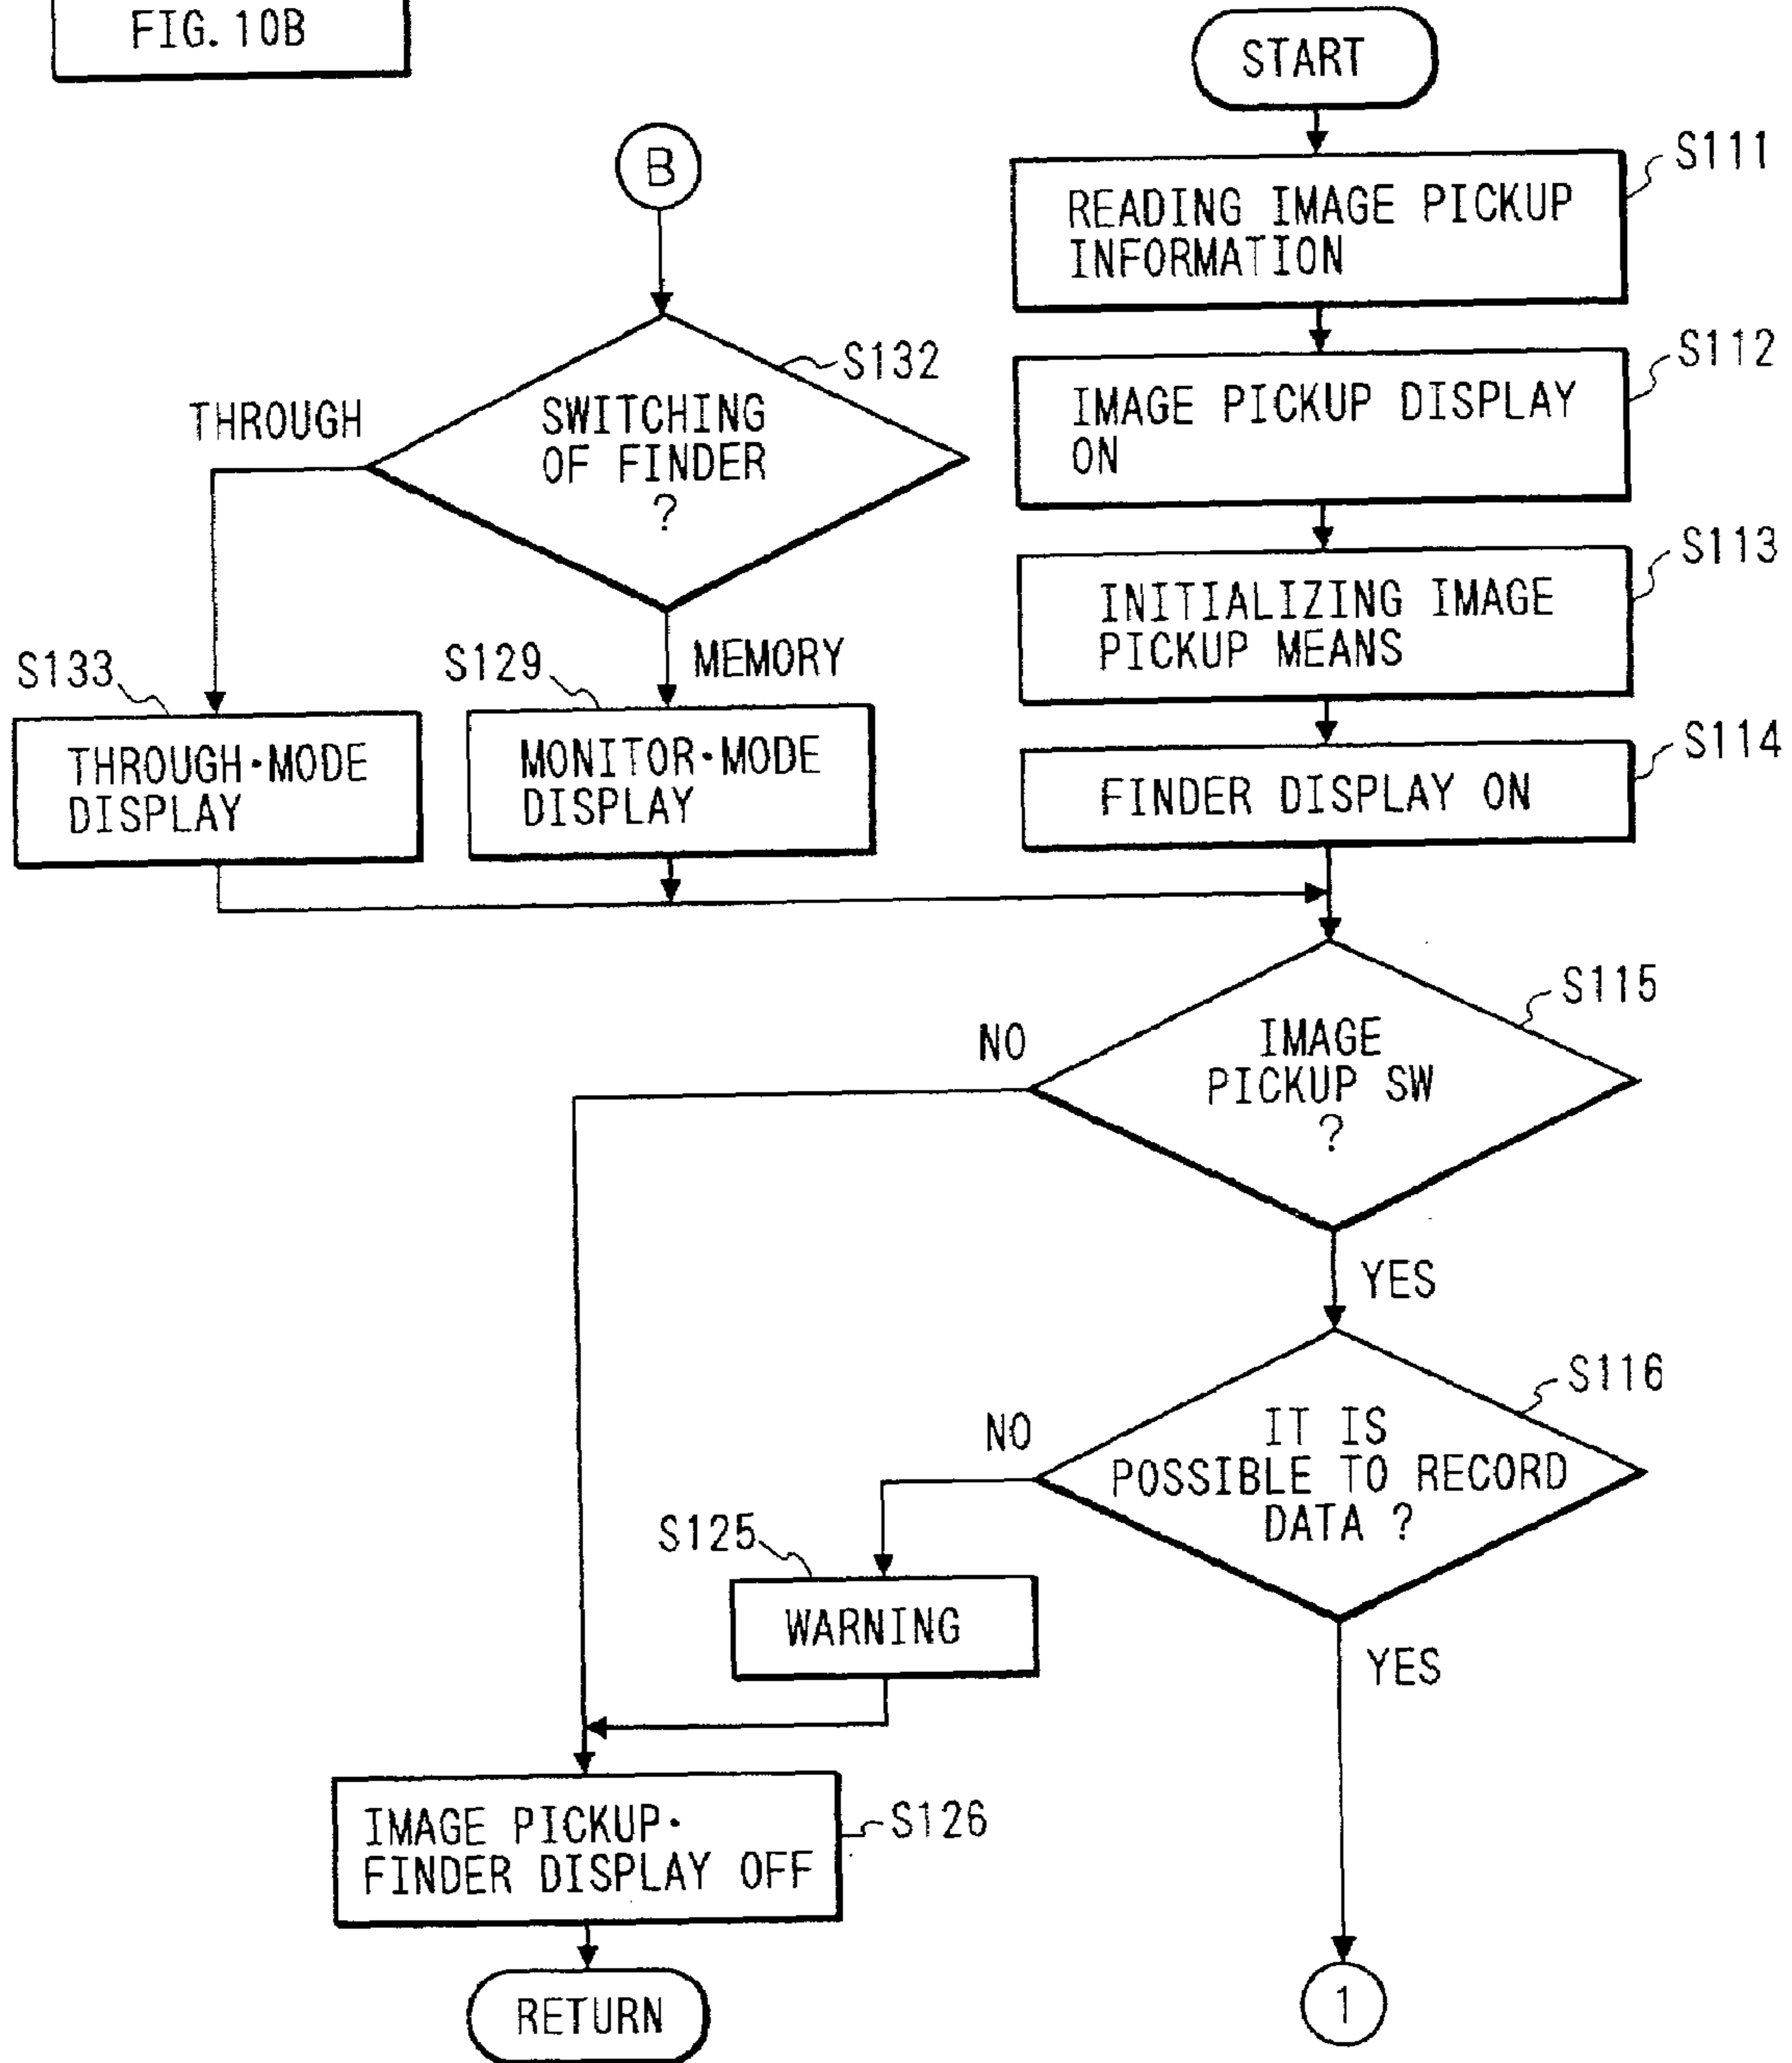 FIG. 10B
START
S111
READING IMAGE PICKUP
INFORMATION
S112
IMAGE PICKUP DISPLAY
ON
S113
INITIALIZING IMAGE
PICKUP MEANS
S114
FINDER DISPLAY ON
B
S132
SWITCHING
OF FINDER
?
THROUGH
MEMORY
S133
THROUGH·MODE
DISPLAY
S129
MONITOR·MODE
DISPLAY
S115
IMAGE
PICKUP SW
?
NO
YES
S116
IT IS
POSSIBLE TO RECORD
DATA ?
NO
YES
S125
WARNING
S126
IMAGE PICKUP·
FINDER DISPLAY OFF
RETURN
1